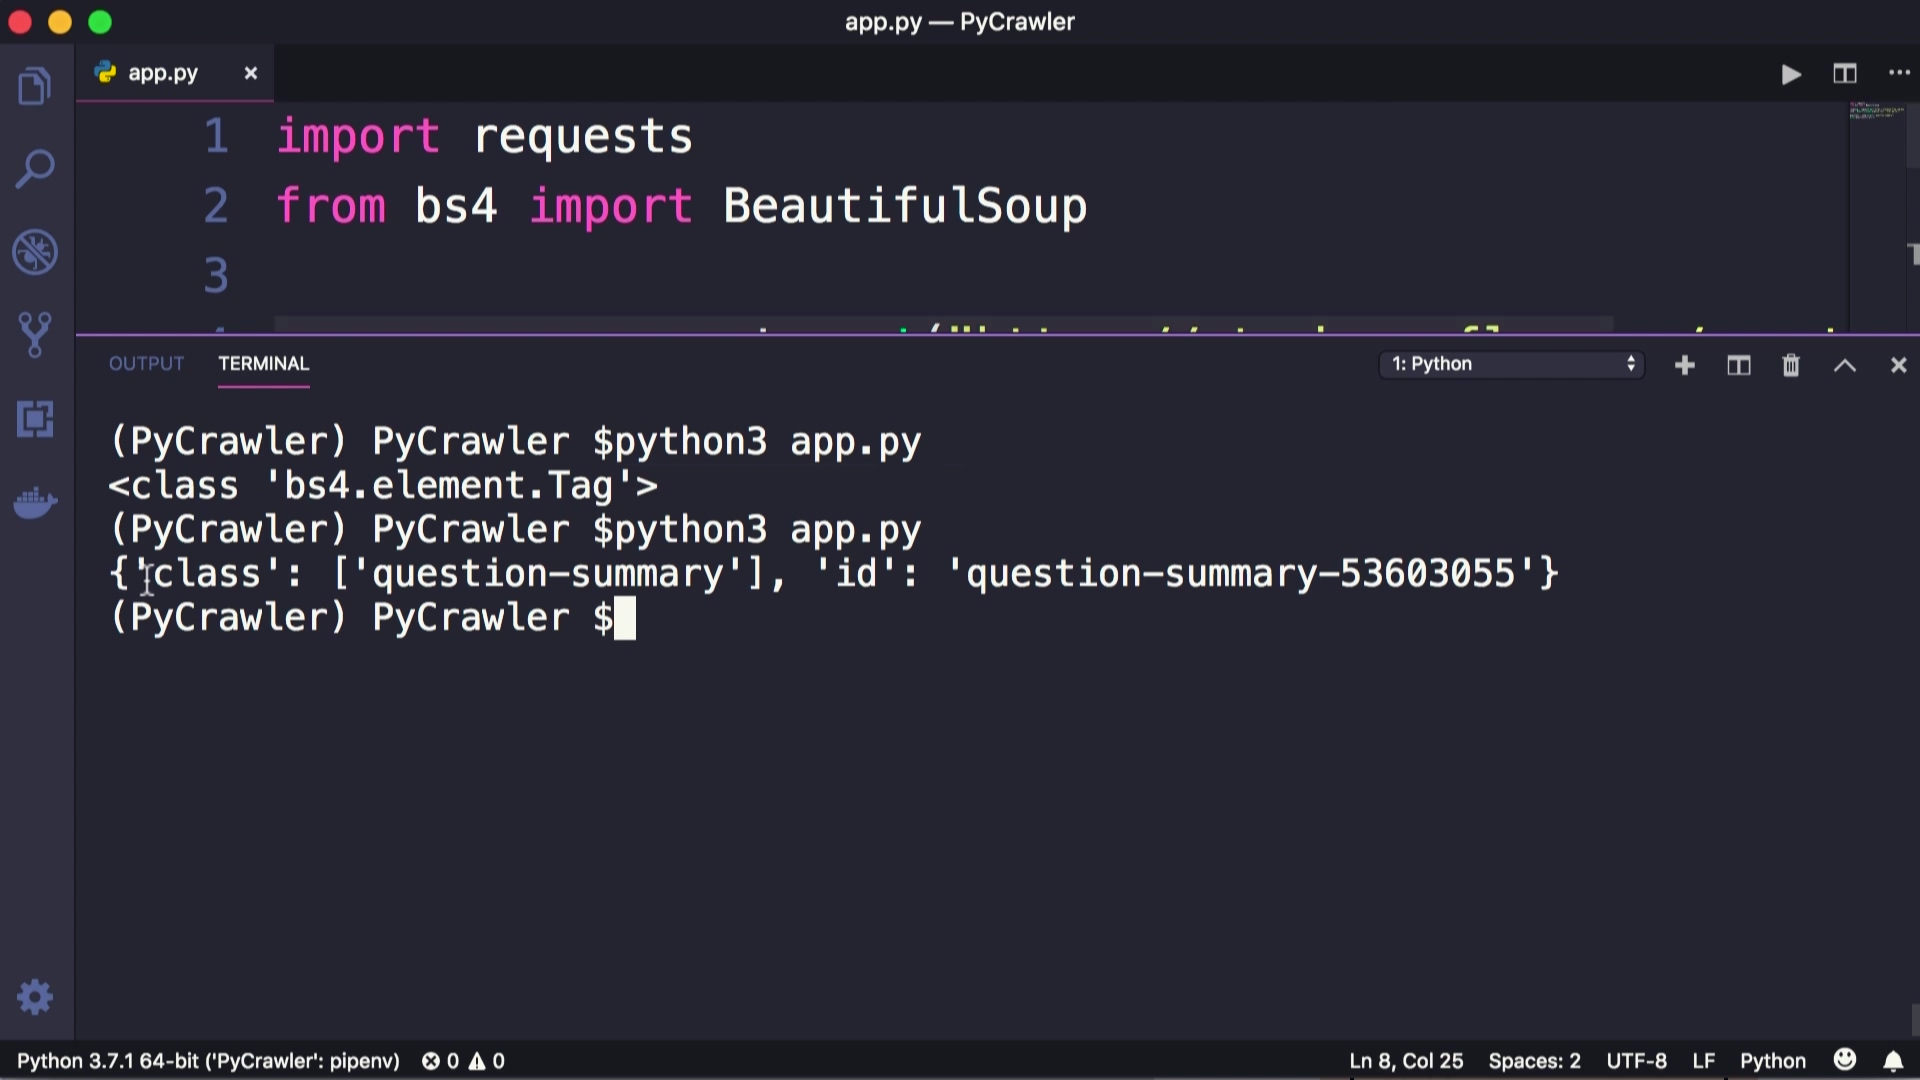 app.py — PyCrawler
app.py
1 import requests
2 from bs4 import BeautifulSoup
3
OUTPUT TERMINAL 1: Python
(PyCrawler) PyCrawler $python3 app.py
<class 'bs4.element.Tag'>
(PyCrawler) PyCrawler $python3 app.py
{'class': ['question-summary'], 'id': 'question-summary-53603055'}
(PyCrawler) PyCrawler $
Python 3.7.1 64-bit ('PyCrawler': pipenv) 0 0 Ln 8, Col 25 Spaces: 2 UTF-8 LF Python